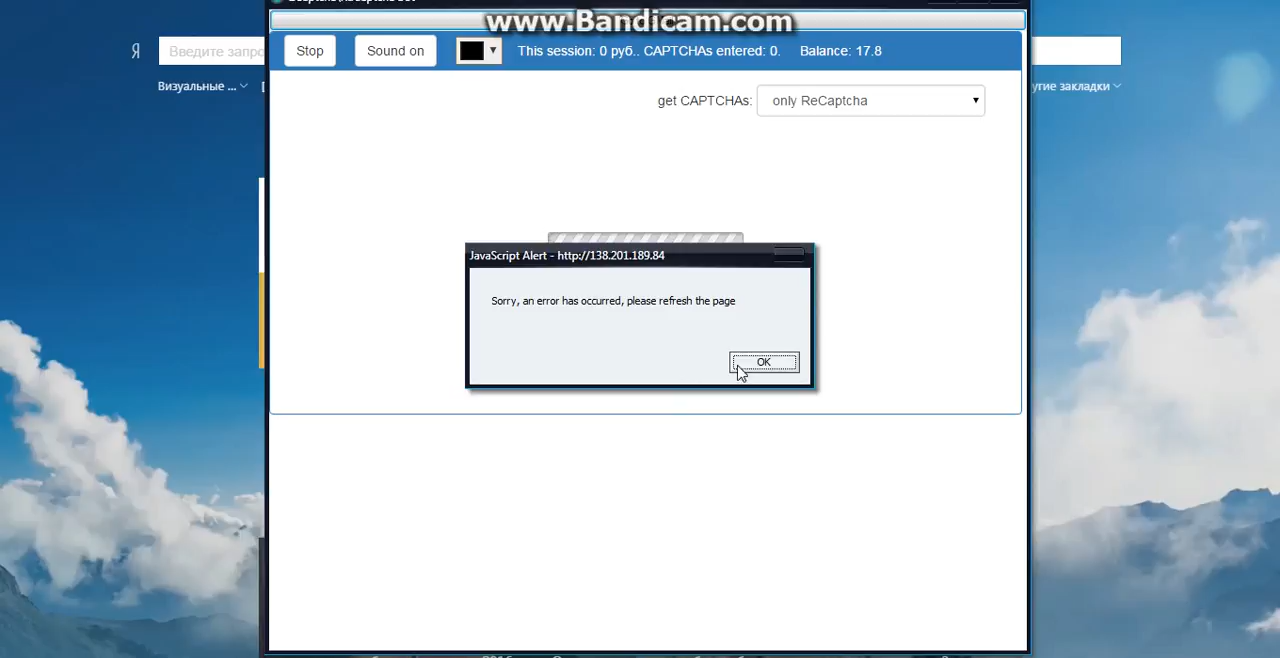 www.Bandicam.com
Я
Введите запро
Визуальные ...
ругие закладки
Stop
Sound on
This session: 0 руб.. CAPTCHAs entered: 0.
Balance: 17.8
get CAPTCHAs:
only ReCaptcha
JavaScript Alert - http://138.201.189.84
Sorry, an error has occurred, please refresh the page
OK